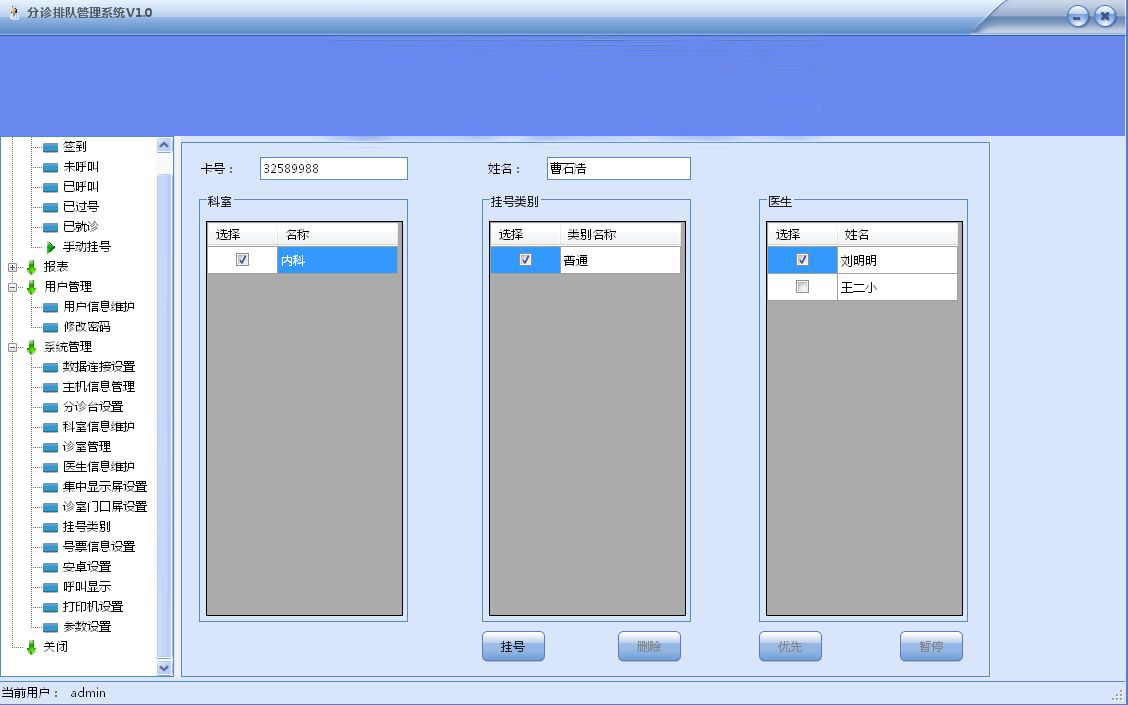 分诊排队管理系统V1.0
签到
未呼叫
已呼叫
已过号
已就诊
手动挂号
报表
用户管理
用户信息维护
修改密码
系统管理
数据连接设置
主机信息管理
分诊台设置
科室信息维护
诊室管理
医生信息维护
集中显示屏设置
诊室门口屏设置
挂号类别
号票信息设置
安卓设置
呼叫显示
打印机设置
参数设置
关闭
卡号： 32589988 姓名： 曹石浩
科室 挂号类别 医生
选择 名称 选择 类别名称 选择 姓名
内科 普通 刘明明
王二小
挂号 删除 优先 暂停
当前用户： admin